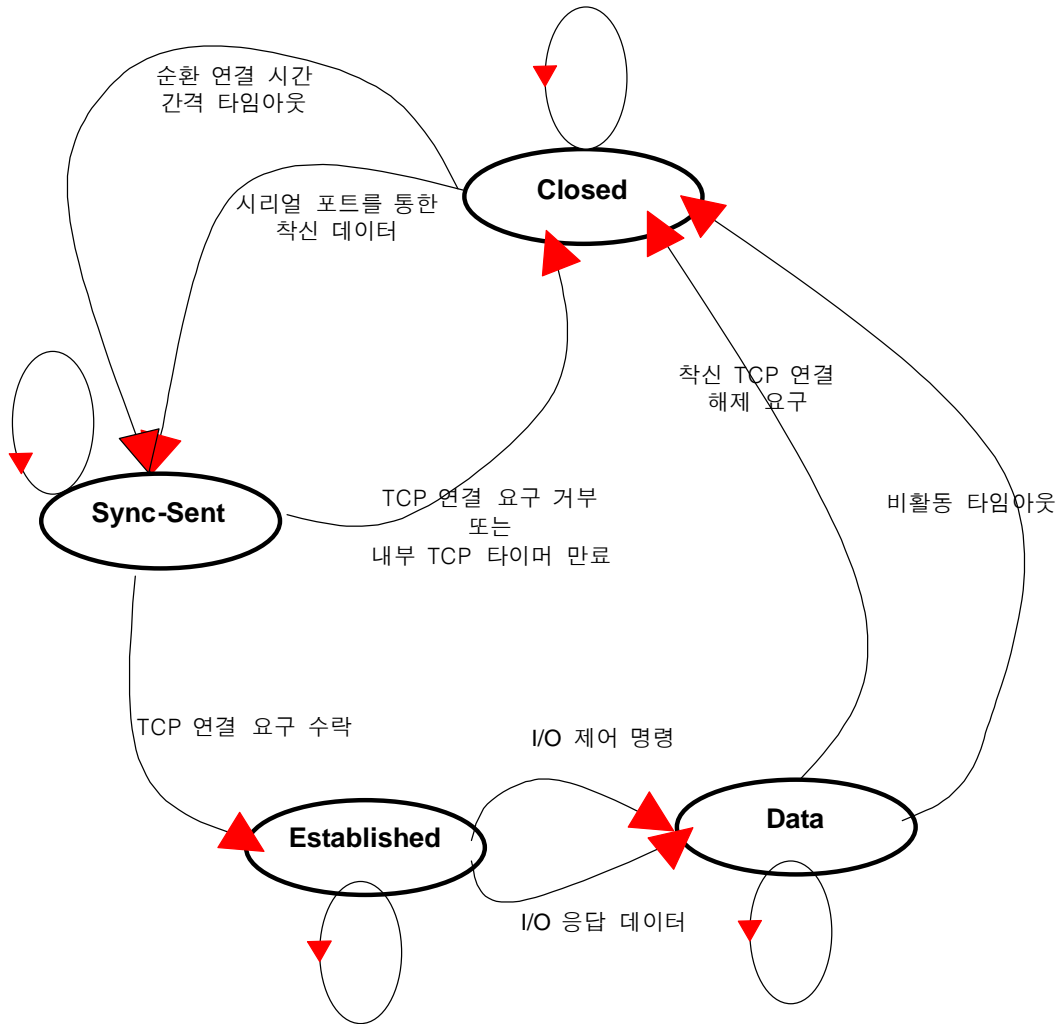 순환 연결 시간
간격 타임아웃
Closed
시리얼 포트를 통한
착신 데이터
착신 TCP 연결
해제 요구
Sync-Sent
TCP 연결 요구 거부
또는
내부 TCP 타이머 만료
비활동 타임아웃
TCP 연결 요구 수락
I/O 제어 명령
Established
Data
I/O 응답 데이터